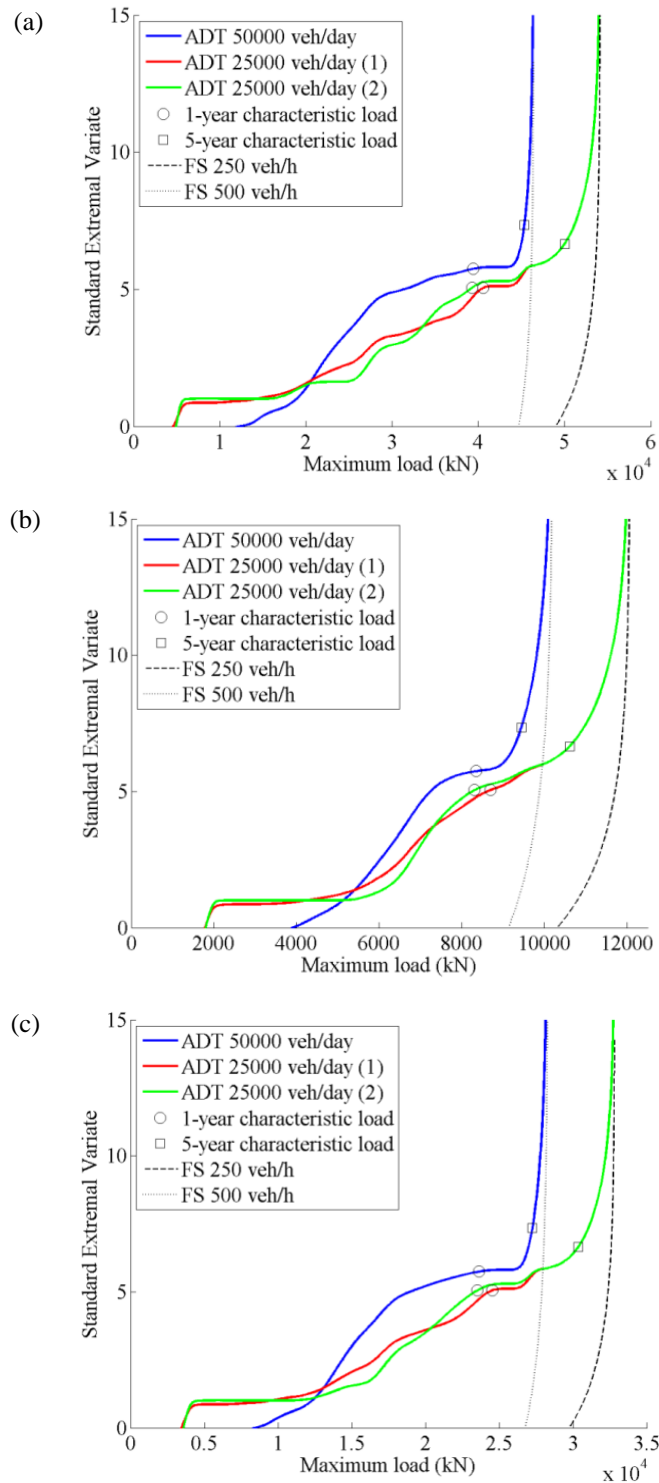 (a)
15
10
5
0
Standard Extremal Variate
ADT 50000 veh/day
ADT 25000 veh/day (1)
ADT 25000 veh/day (2)
1-year characteristic load
5-year characteristic load
FS 250 veh/h
FS 500 veh/h
0 1 2 3 4 5 6
Maximum load (kN)
x 10⁴
(b)
15
10
5
0
Standard Extremal Variate
ADT 50000 veh/day
ADT 25000 veh/day (1)
ADT 25000 veh/day (2)
1-year characteristic load
5-year characteristic load
FS 250 veh/h
FS 500 veh/h
0 2000 4000 6000 8000 10000 12000
Maximum load (kN)
(c)
15
10
5
0
Standard Extremal Variate
ADT 50000 veh/day
ADT 25000 veh/day (1)
ADT 25000 veh/day (2)
1-year characteristic load
5-year characteristic load
FS 250 veh/h
FS 500 veh/h
0 0.5 1 1.5 2 2.5 3 3.5
Maximum load (kN)
x 10⁴